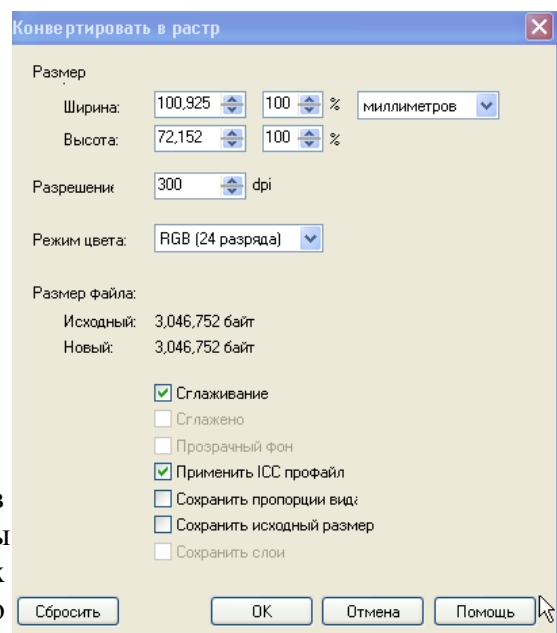 Конвертировать в растр
Размер
Ширина: 100,925 100 % миллиметров
Высота: 72,152 100 %
Разрешение 300 dpi
Режим цвета: RGB (24 разряда)
Размер файла:
Исходный: 3,046,752 байт
Новый: 3,046,752 байт
Сглаживание
Сглажено
Прозрачный фон
Применить ICC профайл
Сохранить пропорции вида
Сохранить исходный размер
Сохранить слои
в
ы
к
о
Сбросить OK Отмена Помощь